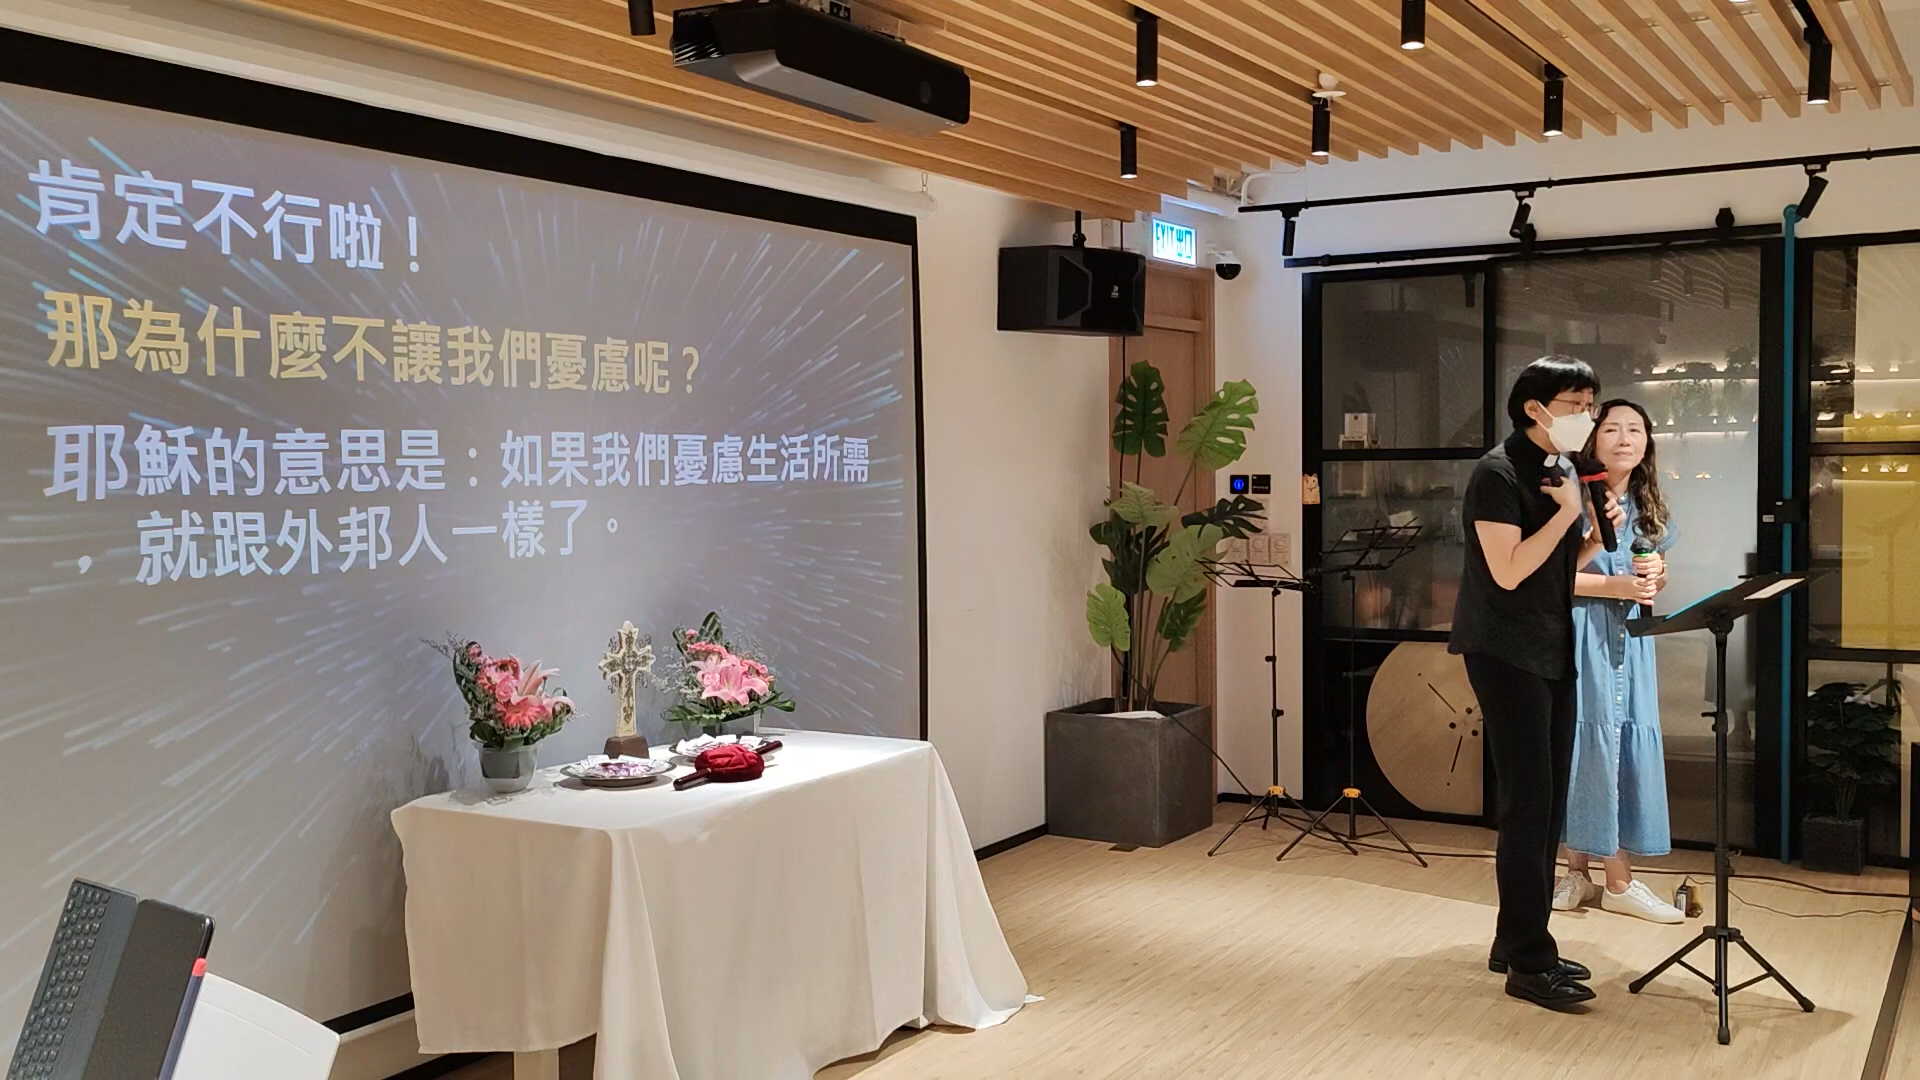 肯定不行啦！
那為什麼不讓我們憂慮呢？
耶穌的意思是：如果我們憂慮生活所需
，就跟外邦人一樣了。
EXIT 出口